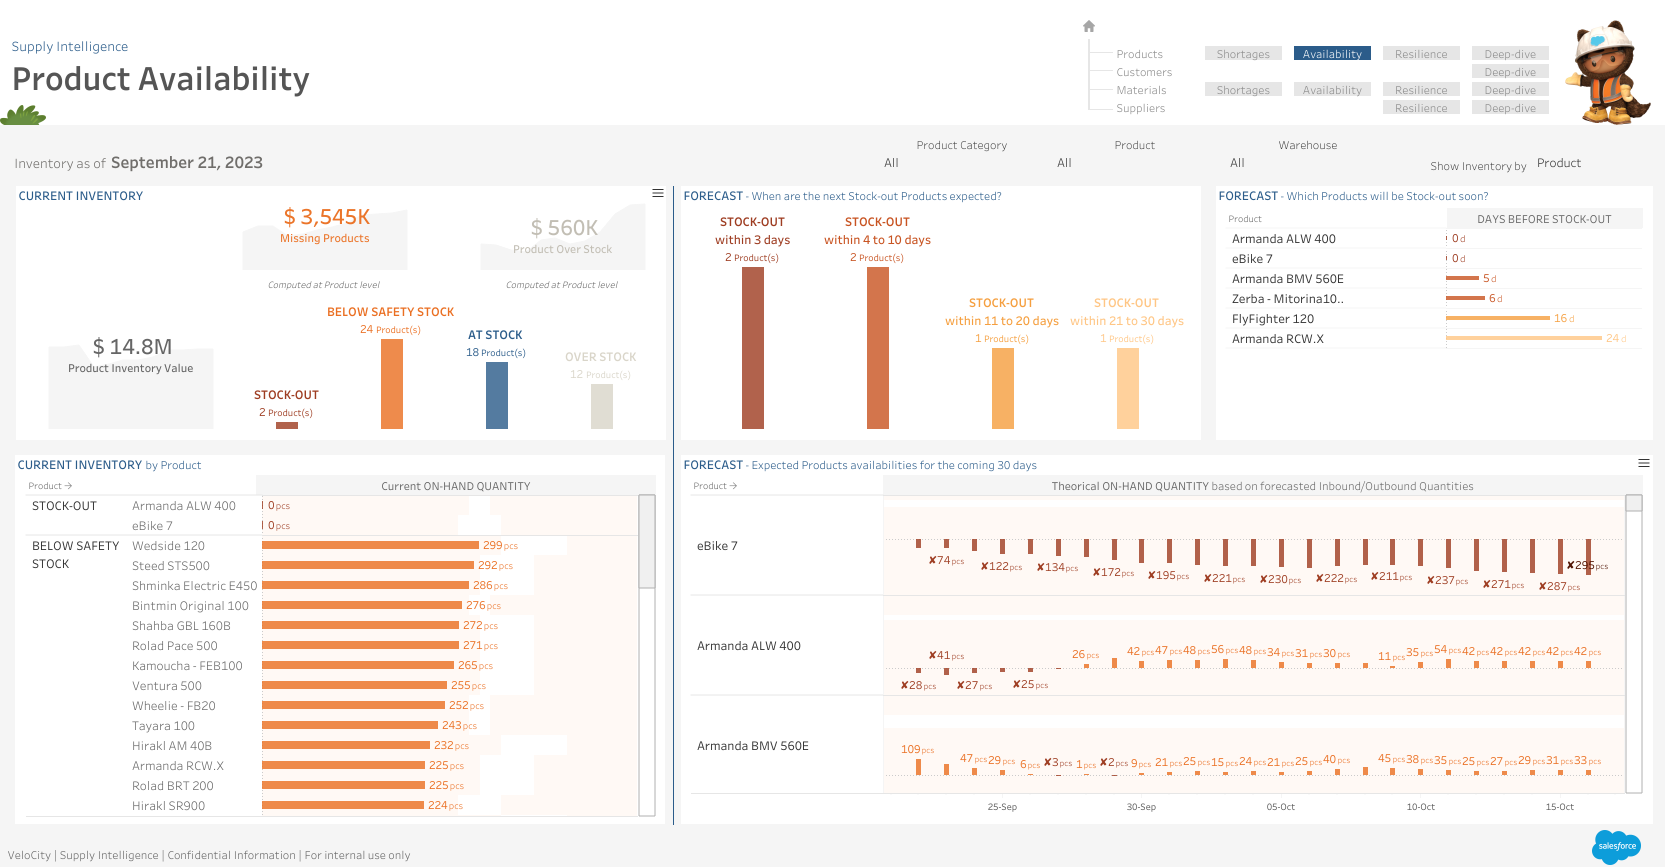 Supply Intelligence
Product Availability
Products Shortages Availability Resilience Deep-dive
Customers Deep-dive
Materials Shortages Availability Resilience Deep-dive
Suppliers Resilience Deep-dive
Inventory as of September 21, 2023
Product Category
All
Product
All
Warehouse
All
Show Inventory by Product
CURRENT INVENTORY
$ 3,545K
Missing Products
Computed at Product level
$ 560K
Product Over Stock
Computed at Product level
$ 14.8M
Product Inventory Value
STOCK-OUT
2 Product(s)
BELOW SAFETY STOCK
24 Product(s)
AT STOCK
18 Product(s)
OVER STOCK
12 Product(s)
FORECAST - When are the next Stock-out Products expected?
STOCK-OUT
within 3 days
2 Product(s)
STOCK-OUT
within 4 to 10 days
2 Product(s)
STOCK-OUT
within 11 to 20 days
1 Product(s)
STOCK-OUT
within 21 to 30 days
1 Product(s)
FORECAST - Which Products will be Stock-out soon?
Product DAYS BEFORE STOCK-OUT
Armanda ALW 400 0 d
eBike 7 0 d
Armanda BMV 560E 5 d
Zerba - Mitorina10.. 6 d
FlyFighter 120 16 d
Armanda RCW.X 24 d
CURRENT INVENTORY by Product
Product → Current ON-HAND QUANTITY
STOCK-OUT Armanda ALW 400 0 pcs
eBike 7 0 pcs
BELOW SAFETY STOCK Wedside 120 299 pcs
Steed STS500 292 pcs
Shminka Electric E450 286 pcs
Bintmin Original 100 276 pcs
Shahba GBL 160B 272 pcs
Rolad Pace 500 271 pcs
Kamoucha - FEB100 265 pcs
Ventura 500 255 pcs
Wheelie - FB20 252 pcs
Tayara 100 243 pcs
Hirakl AM 40B 232 pcs
Armanda RCW.X 225 pcs
Rolad BRT 200 225 pcs
Hirakl SR900 224 pcs
FORECAST - Expected Products availabilities for the coming 30 days
Product → Theorical ON-HAND QUANTITY based on forecasted Inbound/Outbound Quantities
eBike 7
✘74 pcs ✘122 pcs ✘134 pcs ✘172 pcs ✘195 pcs ✘221 pcs ✘230 pcs ✘222 pcs ✘211 pcs ✘237 pcs ✘271 pcs ✘287 pcs ✘295 pcs
Armanda ALW 400
✘28 pcs ✘41 pcs ✘27 pcs ✘25 pcs 26 pcs 42 pcs 47 pcs 48 pcs 56 pcs 48 pcs 34 pcs 31 pcs 30 pcs 11 pcs 35 pcs 54 pcs 42 pcs 42 pcs 42 pcs 42 pcs 42 pcs
Armanda BMV 560E
109 pcs 47 pcs 29 pcs 6 pcs ✘3 pcs 1 pcs ✘2 pcs 9 pcs 21 pcs 25 pcs 15 pcs 24 pcs 21 pcs 25 pcs 40 pcs 45 pcs 38 pcs 35 pcs 25 pcs 27 pcs 29 pcs 31 pcs 33 pcs
25-Sep 30-Sep 05-Oct 10-Oct 15-Oct
VeloCity | Supply Intelligence | Confidential Information | For internal use only
salesforce